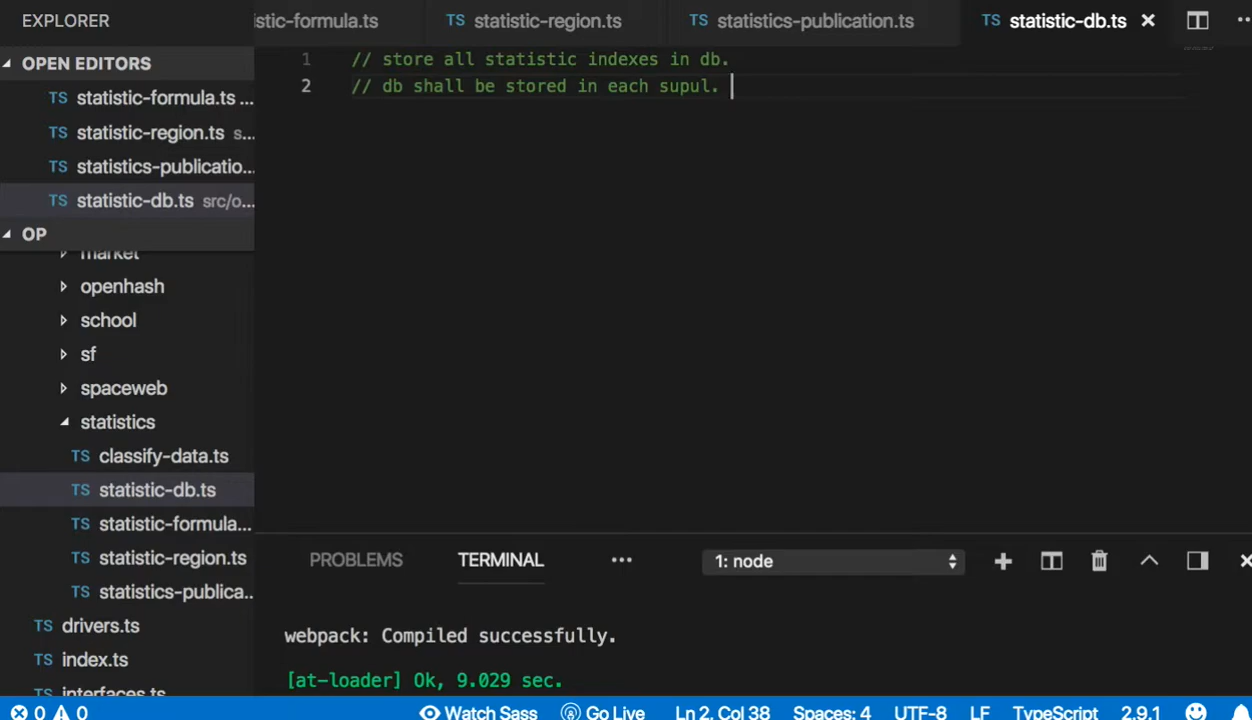 EXPLORER
istic-formula.ts
TS statistic-region.ts
TS statistics-publication.ts
TS statistic-db.ts
OPEN EDITORS
TS statistic-formula.ts ...
TS statistic-region.ts s...
TS statistics-publicatio...
TS statistic-db.ts src/o...
OP
market
openhash
school
sf
spaceweb
statistics
TS classify-data.ts
TS statistic-db.ts
TS statistic-formula...
TS statistic-region.ts
TS statistics-publica...
TS drivers.ts
TS index.ts
TS interfaces.ts
1 // store all statistic indexes in db.
2 // db shall be stored in each supul.
PROBLEMS TERMINAL ... 1: node
webpack: Compiled successfully.
[at-loader] Ok, 9.029 sec.
0 0 Watch Sass Go Live Ln 2, Col 38 Spaces: 4 UTF-8 LF TypeScript 2.9.1